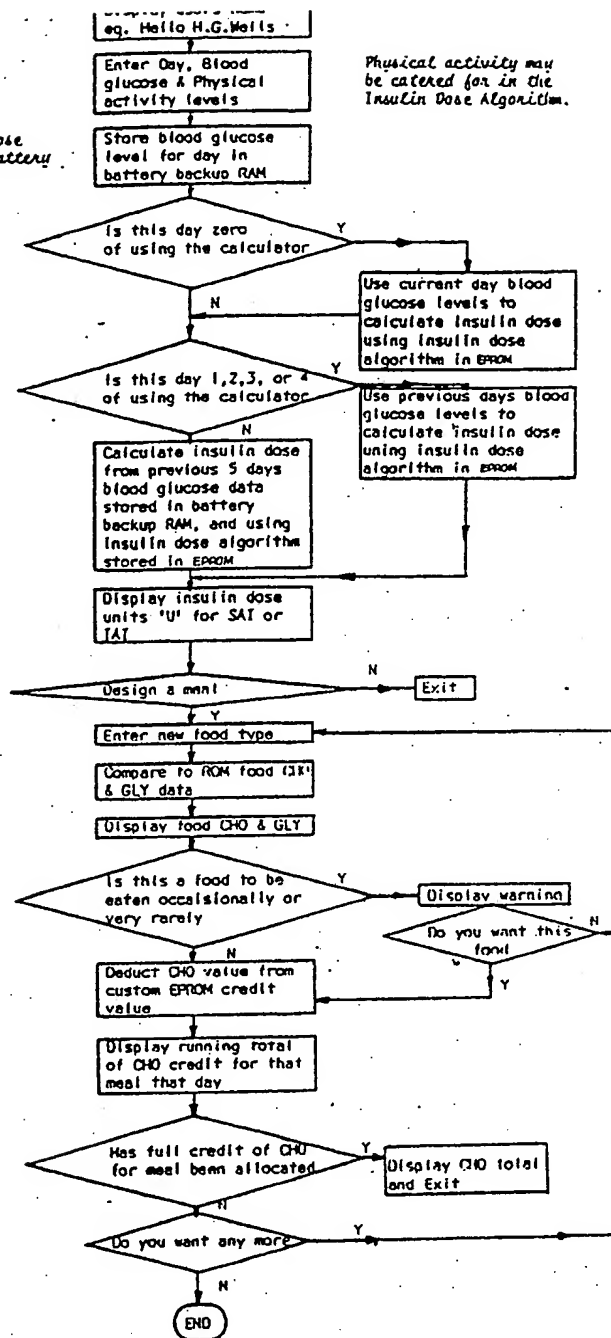 eg. Hello H.G.Wells
Enter Day, Blood
glucose & Physical
activity levels
Physical activity may
be catered for in the
Insulin Dose Algorithm.
Store blood glucose
level for day in
battery backup RAM
Is this day zero
of using the calculator
Y
N
Use current day blood
glucose levels to
calculate insulin dose
using insulin dose
algorithm in EPROM
Is this day 1,2,3, or 4
of using the calculator
Y
N
Use previous days blood
glucose levels to
calculate insulin dose
uning insulin dose
algorithm in EPROM
Calculate insulin dose
from previous 5 days
blood glucose data
stored in battery
backup RAM, and using
insulin dose algorithm
stored in EPROM
Display insulin dose
units "U" for SAI or
IAI
Design a meal
N
Exit
Y
Enter new food type
Compare to ROM food
& GLY data
Display food CHO & GLY
Is this a food to be
eaten occaisionally or
very rarely
Y
Display warning
Do you want this
food
N
N
Y
Deduct CHO value from
custom EPROM credit
value
Display running total
of CHO credit for that
meal that day
Has full credit of CHO
for meal been allocated
Y
Display CHO total
and Exit
N
Do you want any more
Y
N
END